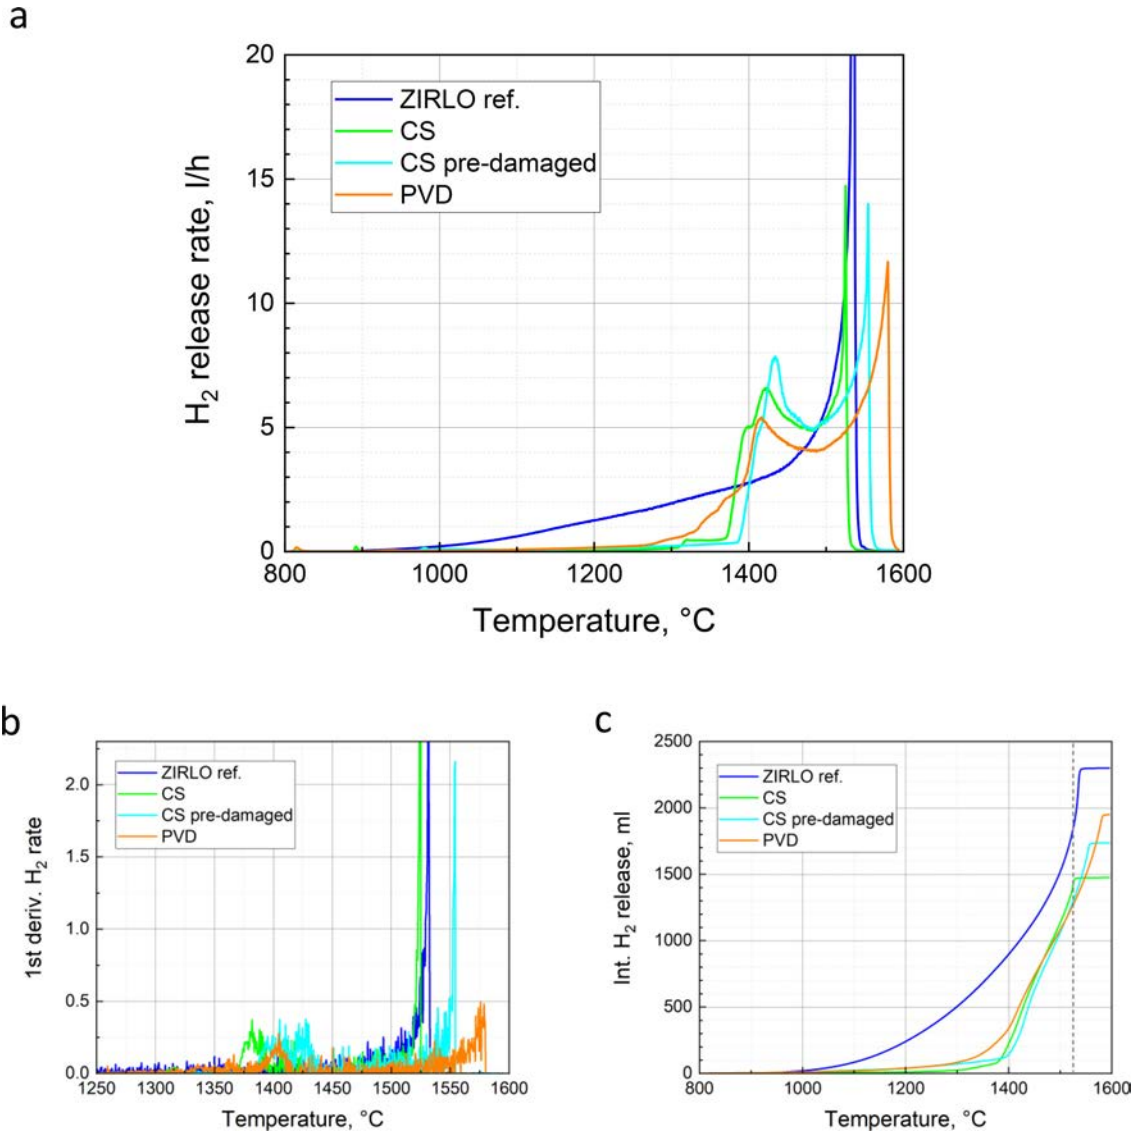 a
20
15
10
5
0
H₂ release rate, l/h
ZIRLO ref.
CS
CS pre-damaged
PVD
800 1000 1200 1400 1600
Temperature, °C
b
2.0
1.5
1.0
0.5
0.0
1st deriv. H₂ rate
ZIRLO ref.
CS
CS pre-damaged
PVD
1250 1300 1350 1400 1450 1500 1550 1600
Temperature, °C
c
2500
2000
1500
1000
500
0
Int. H₂ release, ml
ZIRLO ref.
CS
CS pre-damaged
PVD
800 1000 1200 1400 1600
Temperature, °C